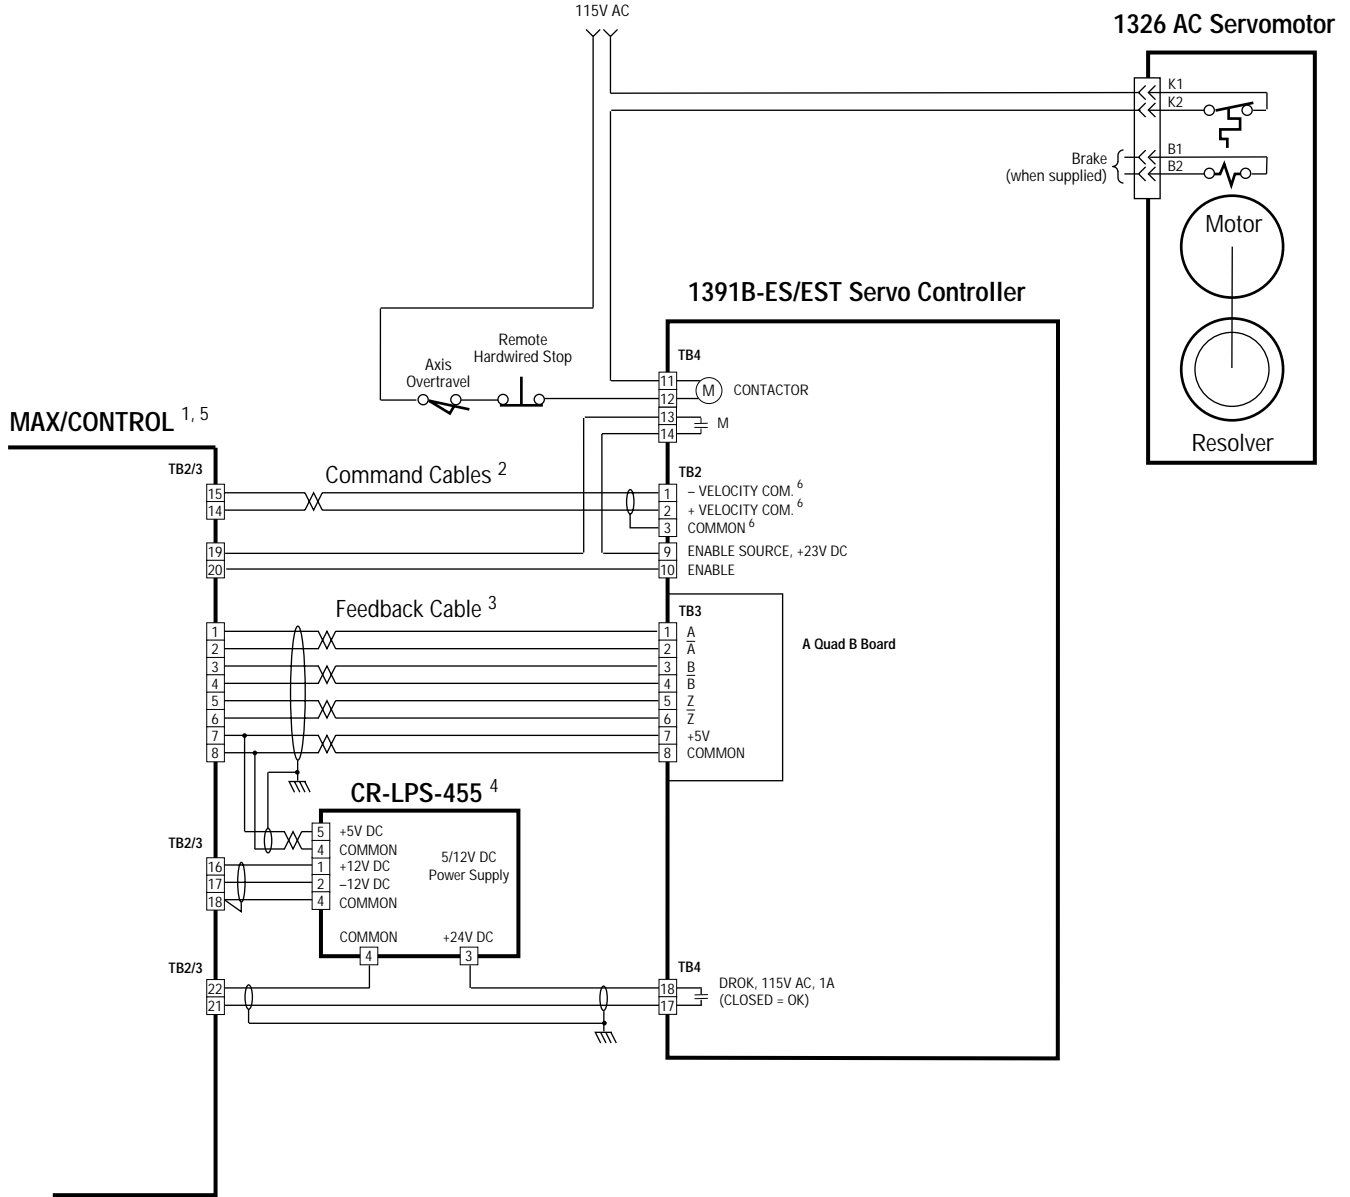 115V AC
1326 AC Servomotor
K1
K2
Brake
(when supplied)
B1
B2
Motor
Resolver
1391B-ES/EST Servo Controller
Remote
Hardwired Stop
Axis
Overtravel
TB4
11
12
13
14
M
CONTACTOR
M
MAX/CONTROL 1, 5
TB2/3
15
14
19
20
Command Cables 2
TB2
1 – VELOCITY COM. 6
2 + VELOCITY COM. 6
3 COMMON 6
9 ENABLE SOURCE, +23V DC
10 ENABLE
Feedback Cable 3
1
2
3
4
5
6
7
8
TB3
1 A
2 A̅
3 B
4 B̅
5 Z
6 Z̅
7 +5V
8 COMMON
A Quad B Board
CR-LPS-455 4
5 +5V DC
4 COMMON
1 +12V DC
2 –12V DC
4 COMMON
5/12V DC
Power Supply
COMMON
4
+24V DC
3
TB2/3
16
17
18
TB2/3
22
21
TB4
18
17
DROK, 115V AC, 1A
(CLOSED = OK)